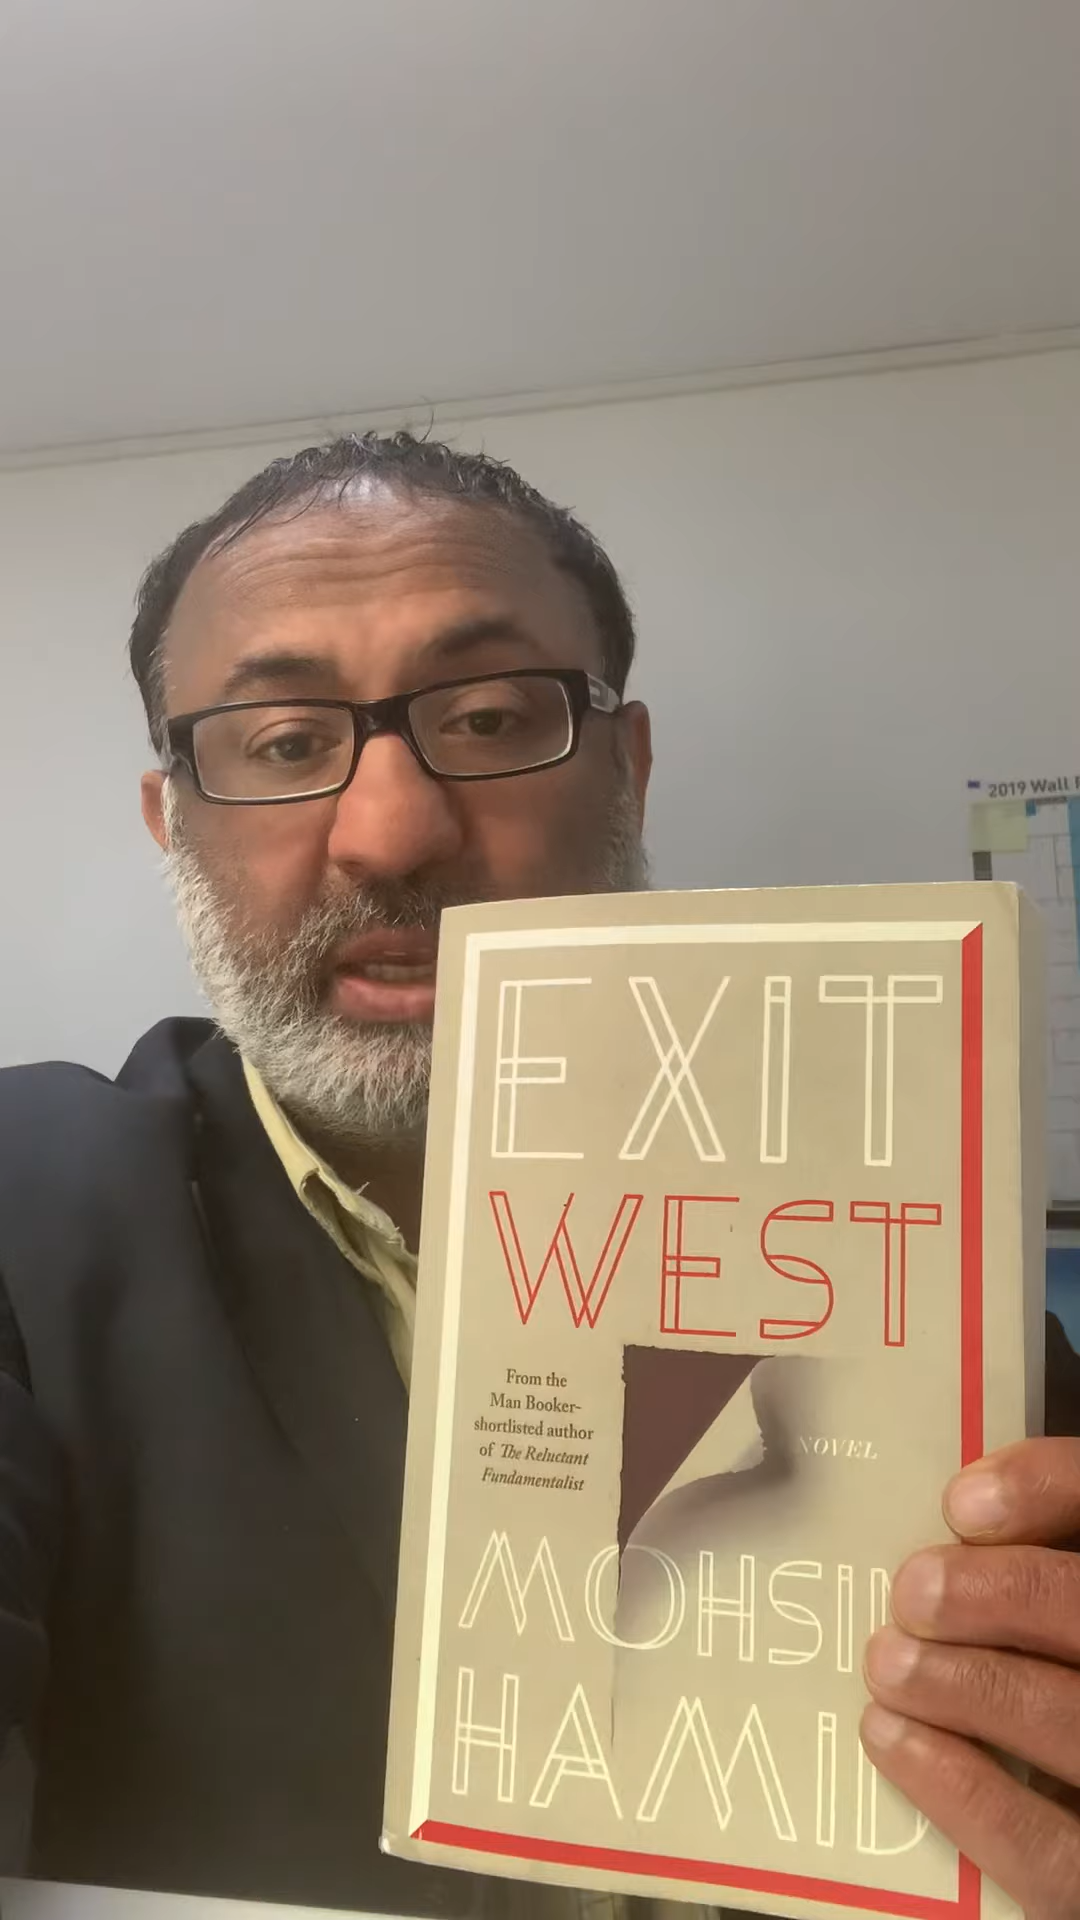 2019 Wall
EXIT
WEST
From the
Man Booker-
shortlisted author
of The Reluctant
Fundamentalist
NOVEL
MOHSIN
HAMID